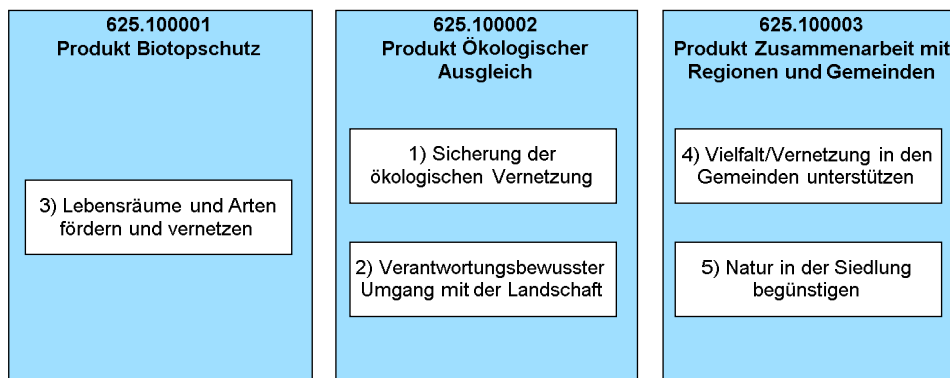 625.100001
Produkt Biotopschutz
3) Lebensräume und Arten
fördern und vernetzen
625.100002
Produkt Ökologischer
Ausgleich
1) Sicherung der
ökologischen Vernetzung
2) Verantwortungsbewusster
Umgang mit der Landschaft
625.100003
Produkt Zusammenarbeit mit
Regionen und Gemeinden
4) Vielfalt/Vernetzung in den
Gemeinden unterstützen
5) Natur in der Siedlung
begünstigen